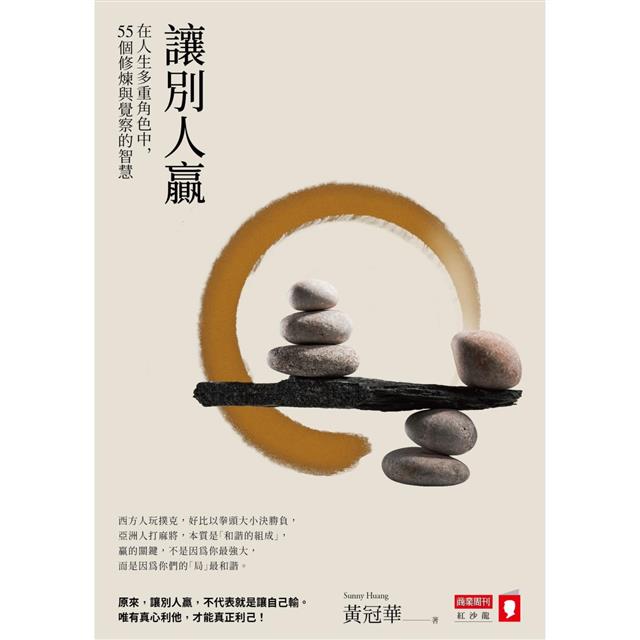 讓別人贏
在人生多重角色中，
55個修煉與覺察的智慧
西方人玩撲克，好比以拳頭大小決勝負，
亞洲人打麻將，本質是「和諧的組成」，
贏的關鍵，不是因為你最強大，
而是因為你們的「局」最和諧。
原來，讓別人贏，不代表就是讓自己輸。
唯有真心利他，才能真正利己！
Sunny Huang
黃冠華——著
商業周刊
紅沙龍